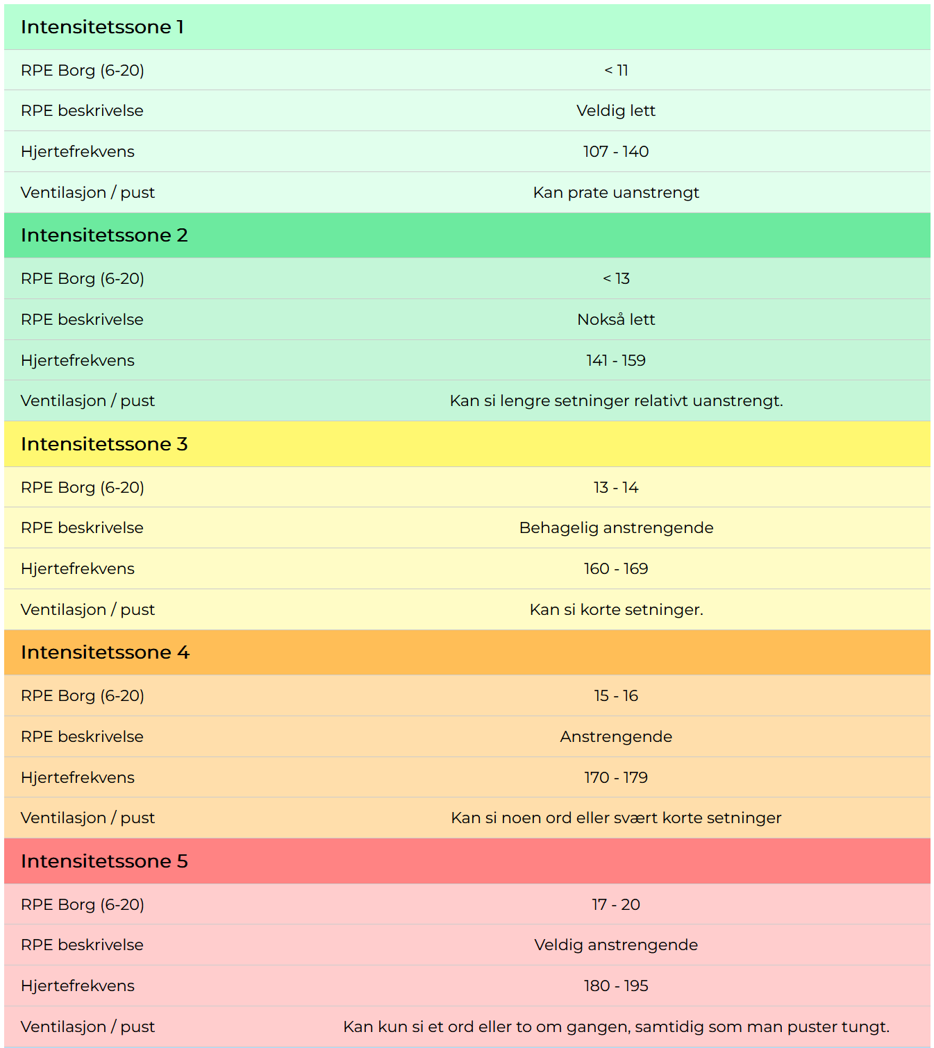 Intensitetssone 1
RPE Borg (6-20) < 11
RPE beskrivelse Veldig lett
Hjertefrekvens 107 - 140
Ventilasjon / pust Kan prate uanstrengt
Intensitetssone 2
RPE Borg (6-20) < 13
RPE beskrivelse Nokså lett
Hjertefrekvens 141 - 159
Ventilasjon / pust Kan si lengre setninger relativt uanstrengt.
Intensitetssone 3
RPE Borg (6-20) 13 - 14
RPE beskrivelse Behagelig anstrengende
Hjertefrekvens 160 - 169
Ventilasjon / pust Kan si korte setninger.
Intensitetssone 4
RPE Borg (6-20) 15 - 16
RPE beskrivelse Anstrengende
Hjertefrekvens 170 - 179
Ventilasjon / pust Kan si noen ord eller svært korte setninger
Intensitetssone 5
RPE Borg (6-20) 17 - 20
RPE beskrivelse Veldig anstrengende
Hjertefrekvens 180 - 195
Ventilasjon / pust Kan kun si et ord eller to om gangen, samtidig som man puster tungt.